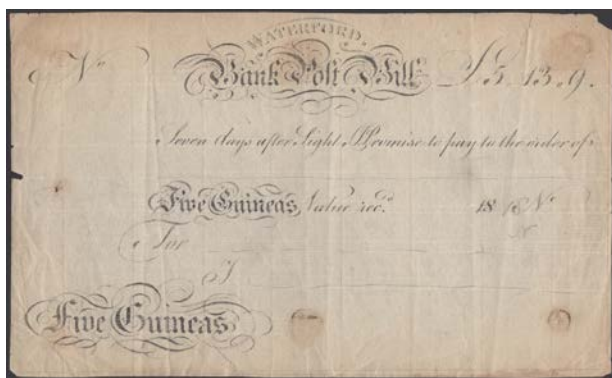 WATERFORD.
No Bank Post Bill £5.13.9.
Seven days after Sight I Promise to pay to the order of
Five Guineas Value recd. 18 No
For
£
Five Guineas